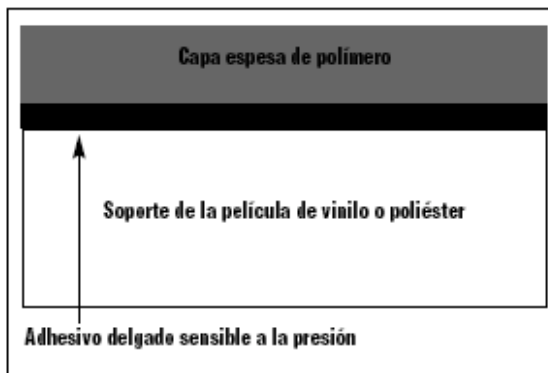 Capa espesa de polímero
Soporte de la película de vinilo o poliéster
Adhesivo delgado sensible a la presión